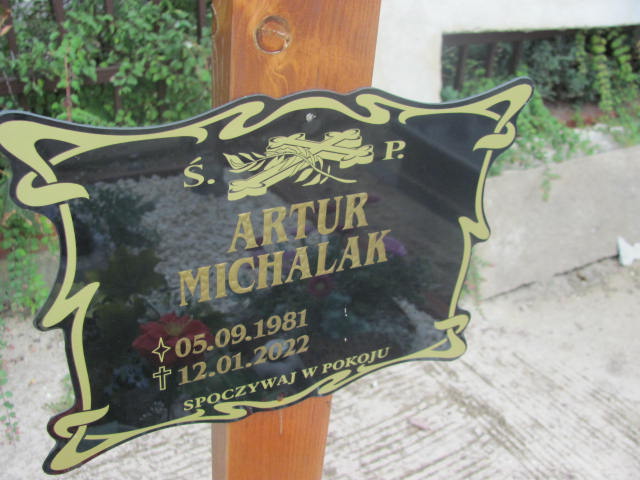 Ś. P.
ARTUR
MICHALAK
05.09.1981
12.01.2022
SPOCZYWAJ W POKOJU